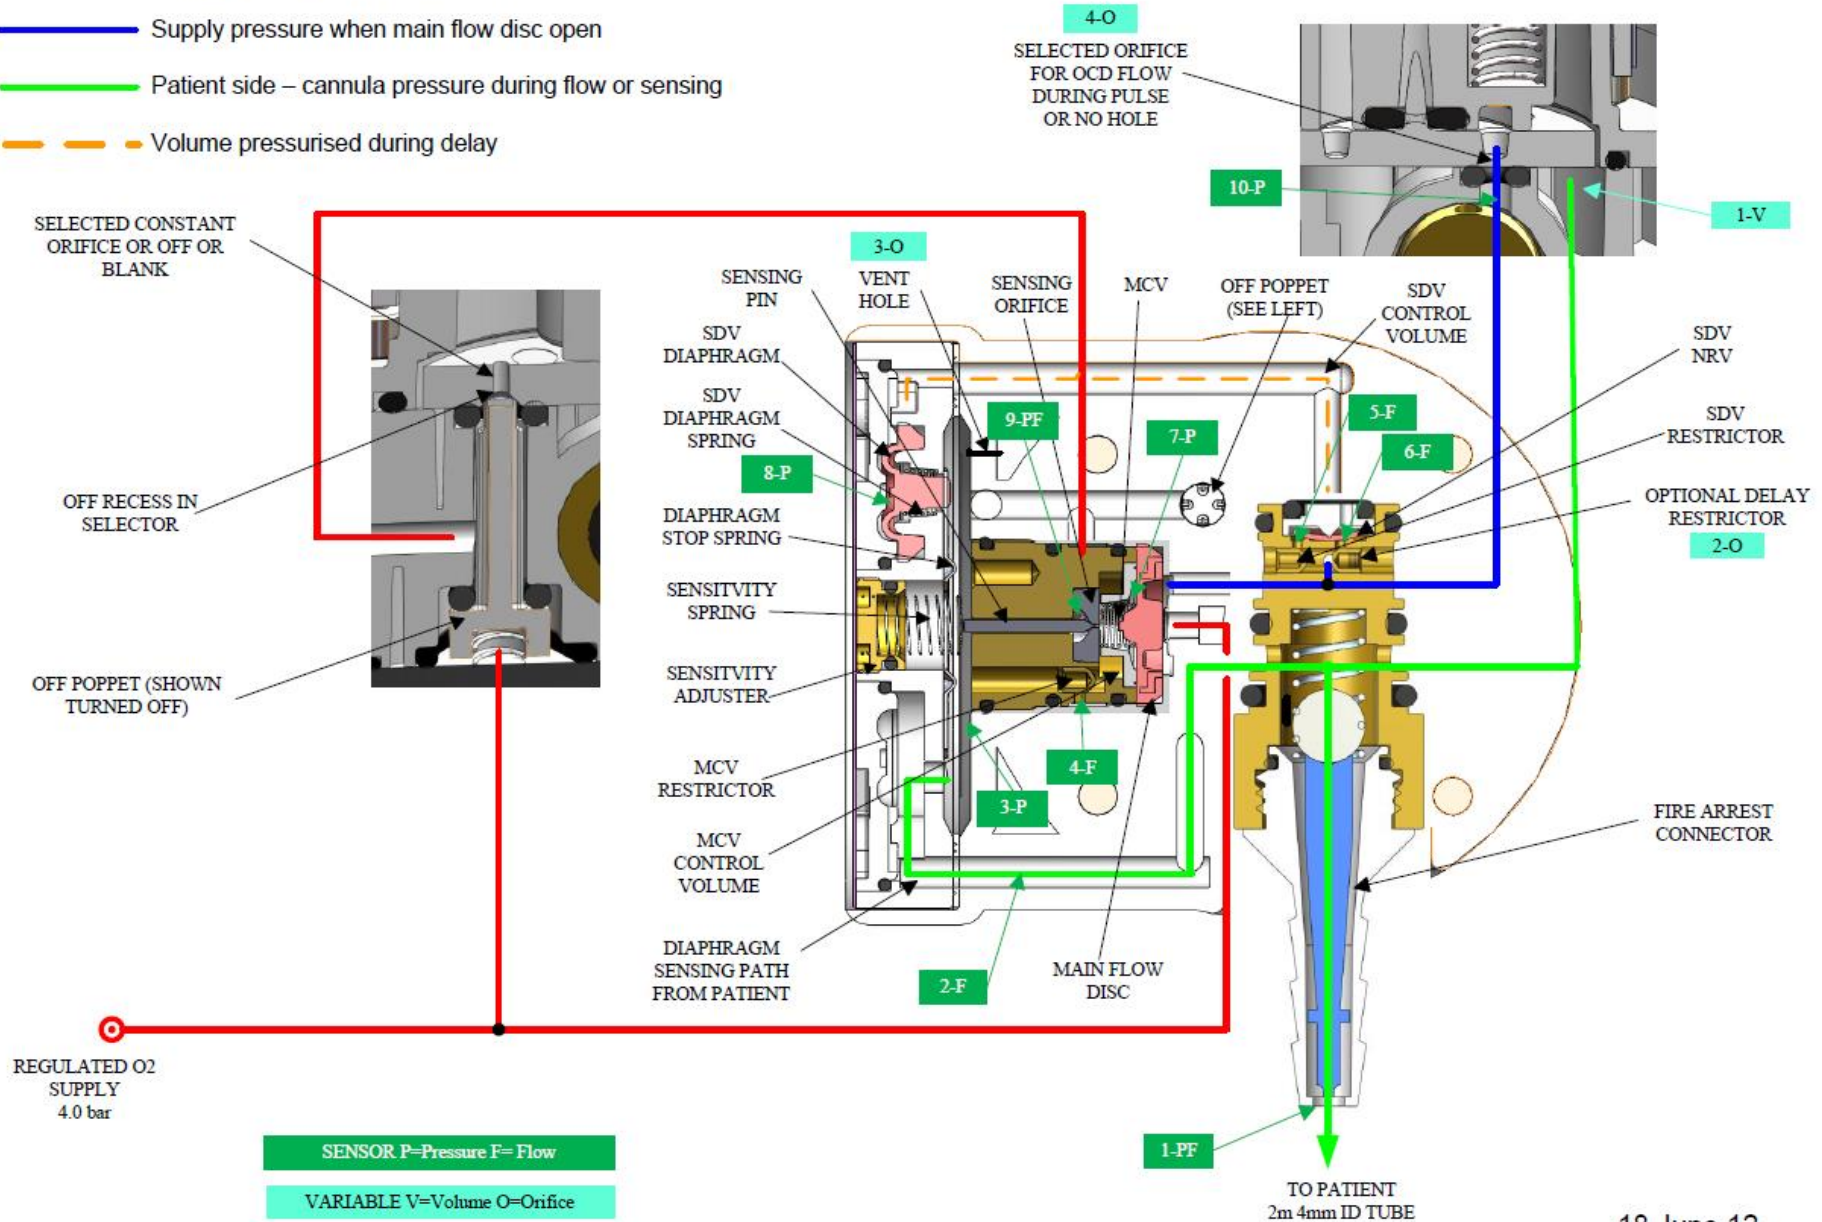 Supply pressure when main flow disc open
Patient side – cannula pressure during flow or sensing
Volume pressurised during delay
4-O
SELECTED ORIFICE
FOR OCD FLOW
DURING PULSE
OR NO HOLE
10-P
1-V
SELECTED CONSTANT
ORIFICE OR OFF OR
BLANK
3-O
VENT
HOLE
SENSING
PIN
SENSING
ORIFICE
MCV
OFF POPPET
(SEE LEFT)
SDV
CONTROL
VOLUME
SDV
NRV
SDV
DIAPHRAGM
SDV
DIAPHRAGM
SPRING
9-PF
7-P
5-F
6-F
SDV
RESTRICTOR
8-P
OFF RECESS IN
SELECTOR
DIAPHRAGM
STOP SPRING
OPTIONAL DELAY
RESTRICTOR
2-O
SENSITVITY
SPRING
SENSITVITY
ADJUSTER
OFF POPPET (SHOWN
TURNED OFF)
MCV
RESTRICTOR
4-F
3-P
MCV
CONTROL
VOLUME
FIRE ARREST
CONNECTOR
DIAPHRAGM
SENSING PATH
FROM PATIENT
2-F
MAIN FLOW
DISC
REGULATED O2
SUPPLY
4.0 bar
SENSOR P=Pressure F= Flow
VARIABLE V=Volume O=Orifice
1-PF
TO PATIENT
2m 4mm ID TUBE